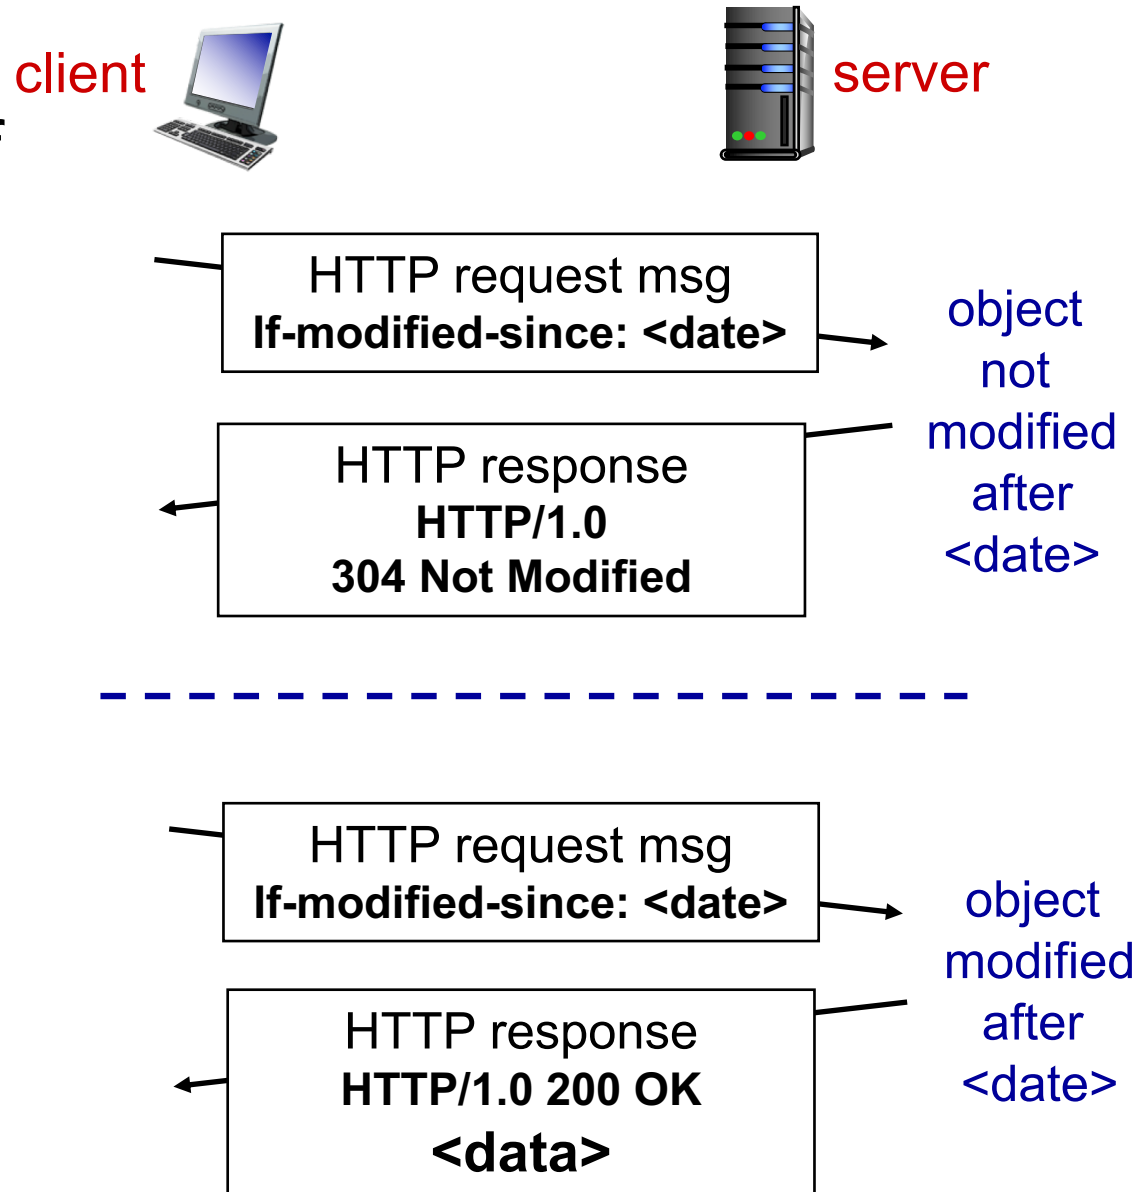 client
server
HTTP request msg
If-modified-since: <date>
object
not
modified
after
<date>
HTTP response
HTTP/1.0
304 Not Modified
HTTP request msg
If-modified-since: <date>
object
modified
after
<date>
HTTP response
HTTP/1.0 200 OK
<data>